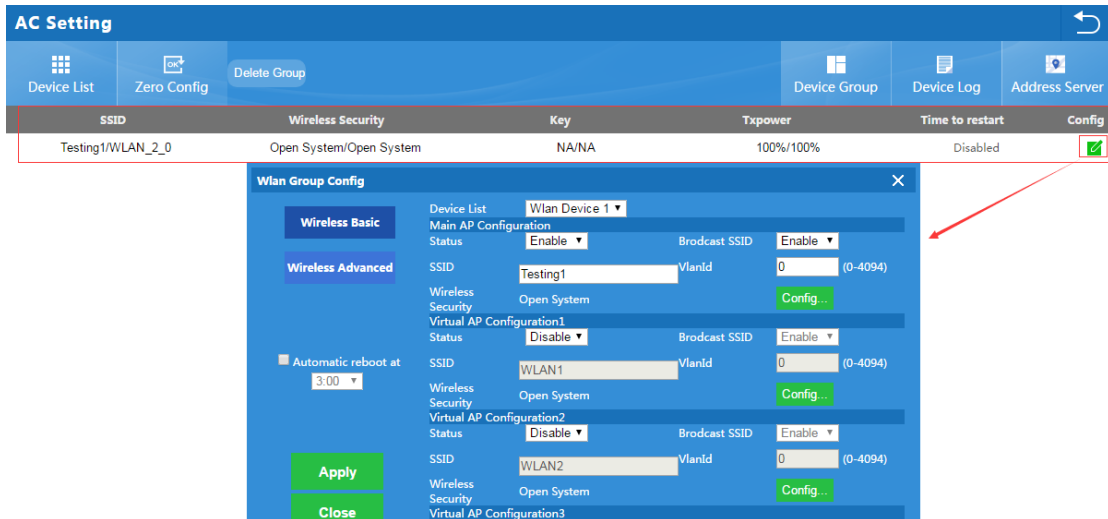 AC Setting
Device List
Zero Config
Delete Group
Device Group
Device Log
Address Server
SSID Wireless Security Key Txpower Time to restart Config
Testing1/WLAN_2_0 Open System/Open System NA/NA 100%/100% Disabled
Wlan Group Config
Wireless Basic
Wireless Advanced
Automatic reboot at
3:00
Apply
Close
Device List Wlan Device 1
Main AP Configuration
Status Enable Brodcast SSID Enable
SSID Testing1 VlanId 0 (0-4094)
Wireless Security Open System Config...
Virtual AP Configuration1
Status Disable Brodcast SSID Enable
SSID WLAN1 VlanId 0 (0-4094)
Wireless Security Open System Config...
Virtual AP Configuration2
Status Disable Brodcast SSID Enable
SSID WLAN2 VlanId 0 (0-4094)
Wireless Security Open System Config...
Virtual AP Configuration3